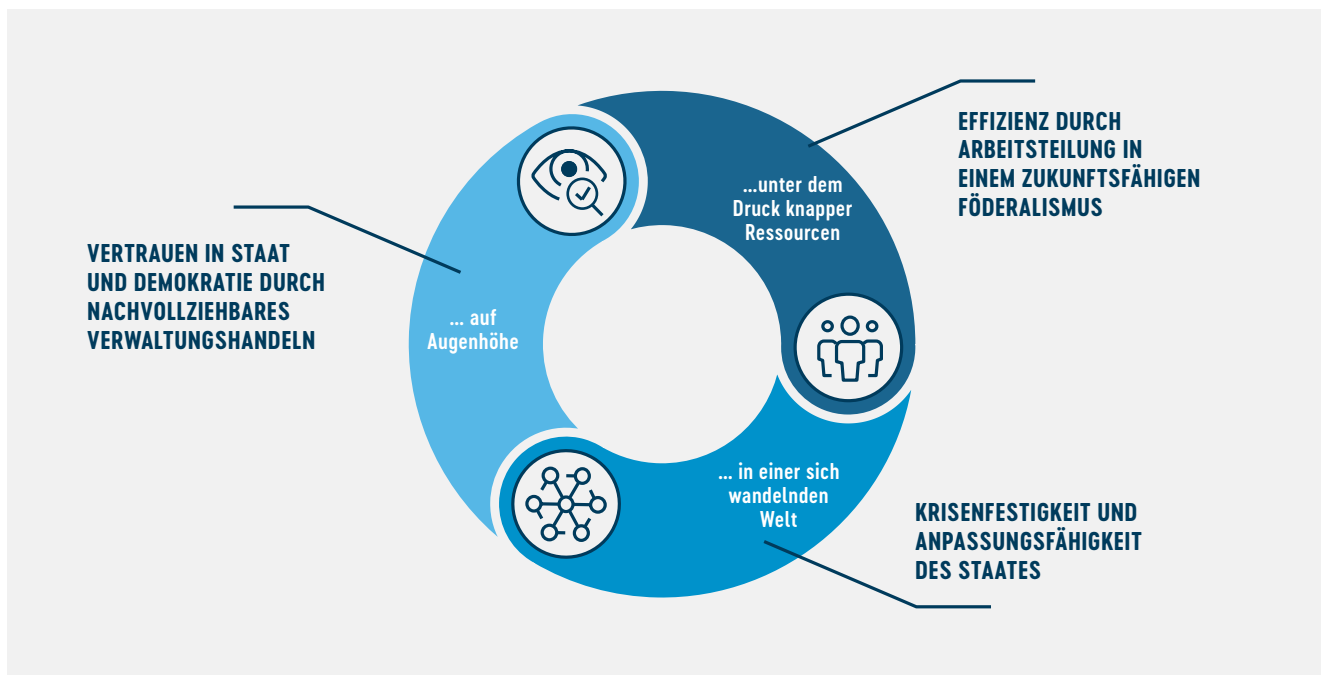 EFFIZIENZ DURCH
ARBEITSTEILUNG IN
EINEM ZUKUNFTSFÄHIGEN
FÖDERALISMUS
...unter dem
Druck knapper
Ressourcen
VERTRAUEN IN STAAT
UND DEMOKRATIE DURCH
NACHVOLLZIEHBARES
VERWALTUNGSHANDELN
... auf
Augenhöhe
... in einer sich
wandelnden
Welt
KRISENFESTIGKEIT UND
ANPASSUNGSFÄHIGKEIT
DES STAATES